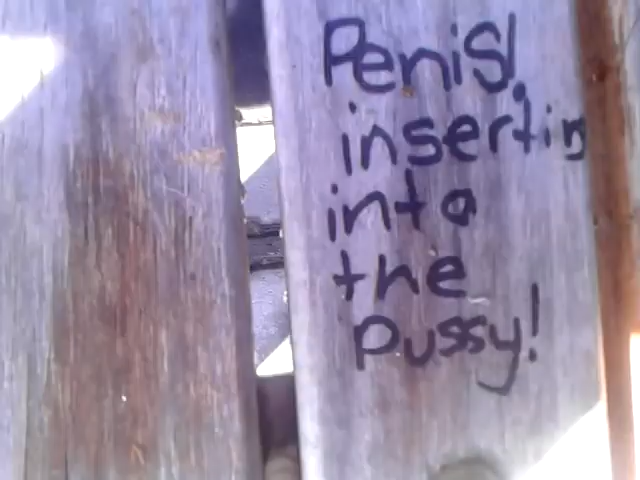 Penis!
insertin
into
the
pussy!